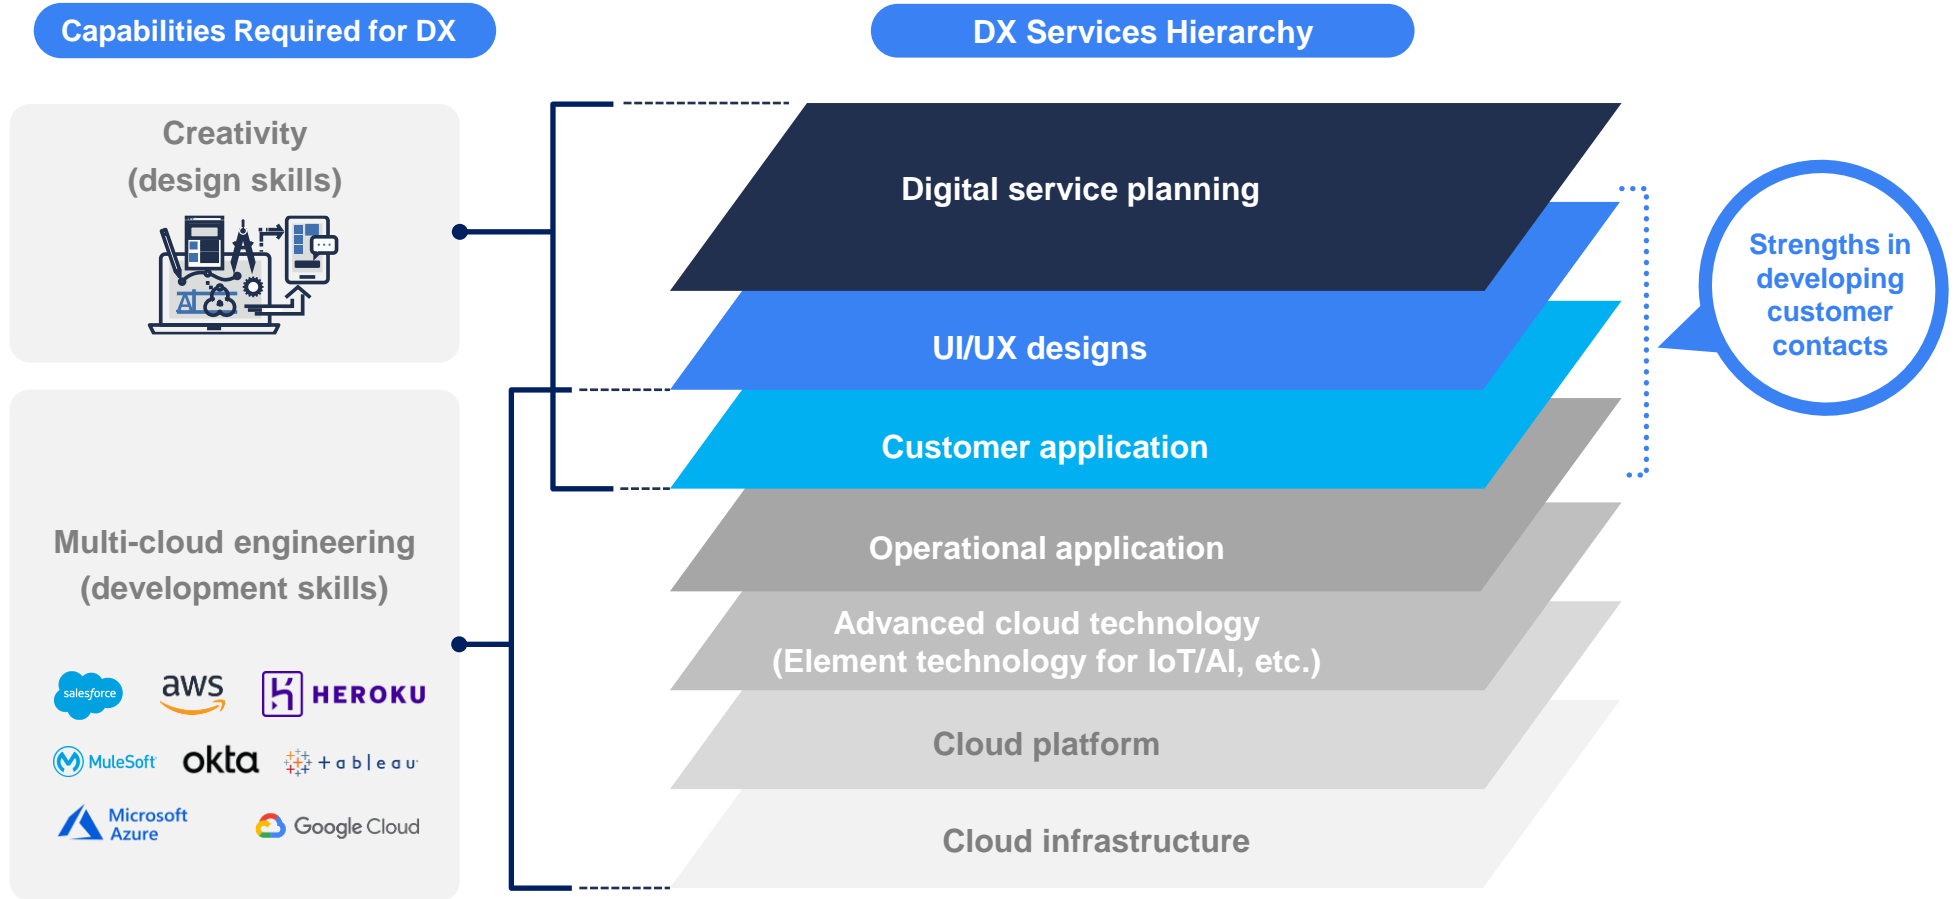 Capabilities Required for DX
DX Services Hierarchy
Creativity
(design skills)
AI
Multi-cloud engineering
(development skills)
salesforce
aws
HEROKU
MuleSoft
okta
+ableau
Microsoft
Azure
Google Cloud
Digital service planning
UI/UX designs
Customer application
Operational application
Advanced cloud technology
(Element technology for IoT/AI, etc.)
Cloud platform
Cloud infrastructure
Strengths in
developing
customer
contacts